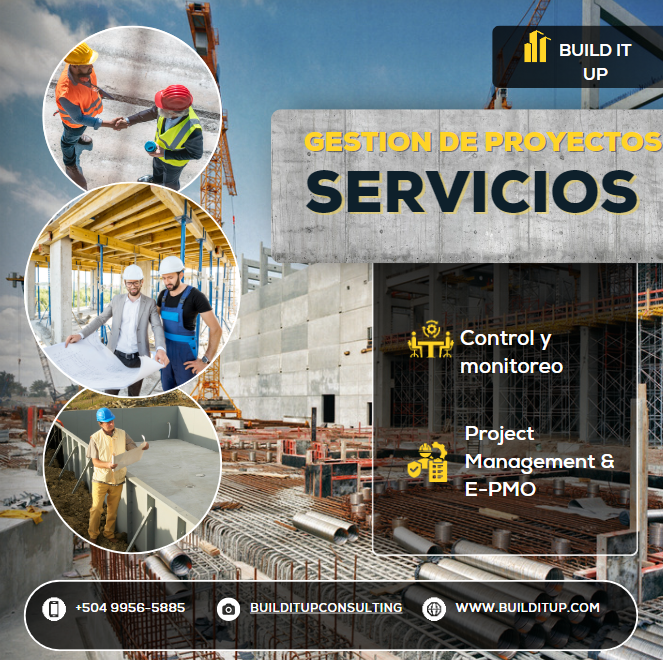 BUILD IT
UP
GESTION DE PROYECTOS
SERVICIOS
Control y
monitoreo
Project
Management &
E-PMO
+504 9956-5885
BUILDITUPCONSULTING
WWW.BUILDITUP.COM